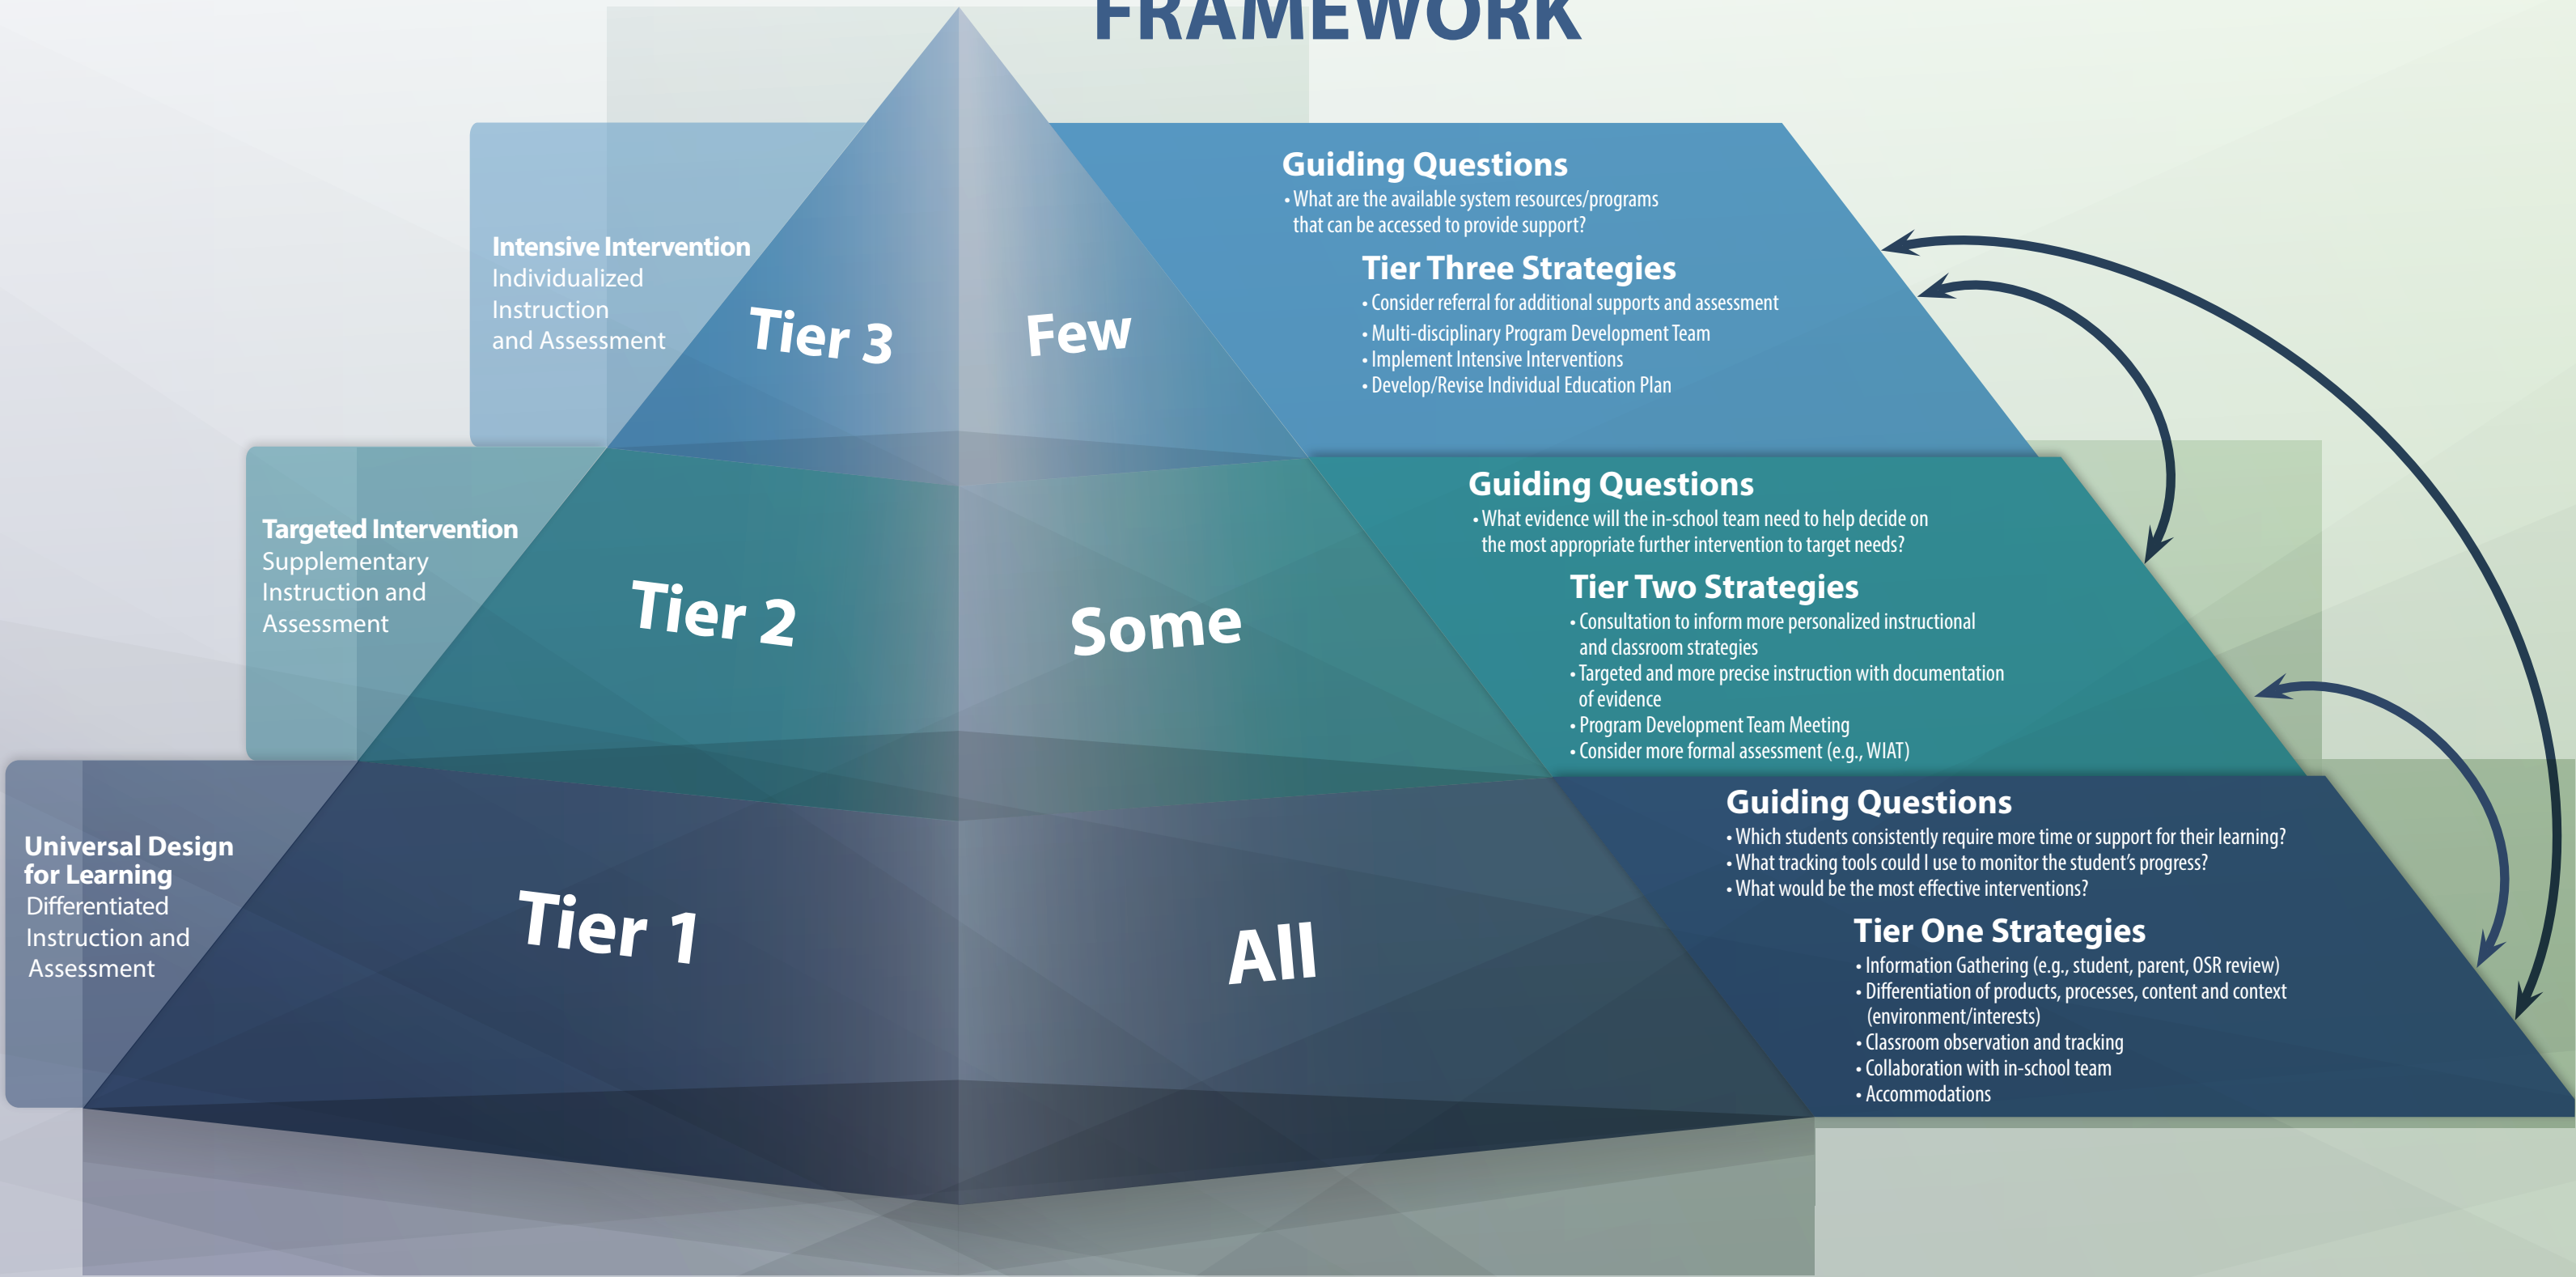 FRAMEWORK
Intensive Intervention
Individualized
Instruction
and Assessment
Tier 3
Few
Guiding Questions
• What are the available system resources/programs
that can be accessed to provide support?
Tier Three Strategies
• Consider referral for additional supports and assessment
• Multi-disciplinary Program Development Team
• Implement Intensive Interventions
• Develop/Revise Individual Education Plan
Targeted Intervention
Supplementary
Instruction and
Assessment
Tier 2
Some
Guiding Questions
• What evidence will the in-school team need to help decide on
the most appropriate further intervention to target needs?
Tier Two Strategies
• Consultation to inform more personalized instructional
and classroom strategies
• Targeted and more precise instruction with documentation
of evidence
• Program Development Team Meeting
• Consider more formal assessment (e.g., WIAT)
Universal Design
for Learning
Differentiated
Instruction and
Assessment
Tier 1
All
Guiding Questions
• Which students consistently require more time or support for their learning?
• What tracking tools could I use to monitor the student’s progress?
• What would be the most effective interventions?
Tier One Strategies
• Information Gathering (e.g., student, parent, OSR review)
• Differentiation of products, processes, content and context
(environment/interests)
• Classroom observation and tracking
• Collaboration with in-school team
• Accommodations